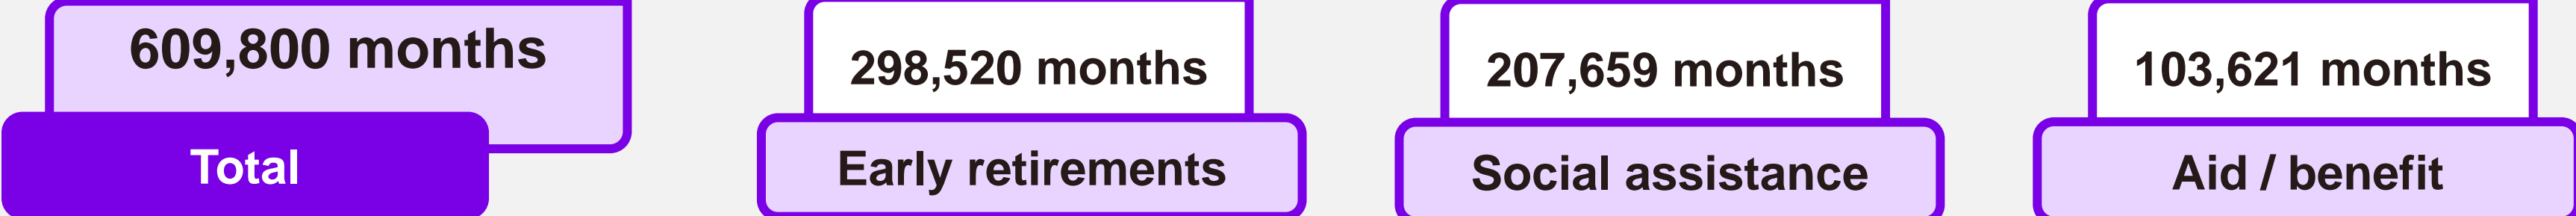 609,800 months
Total
298,520 months
Early retirements
207,659 months
Social assistance
103,621 months
Aid / benefit